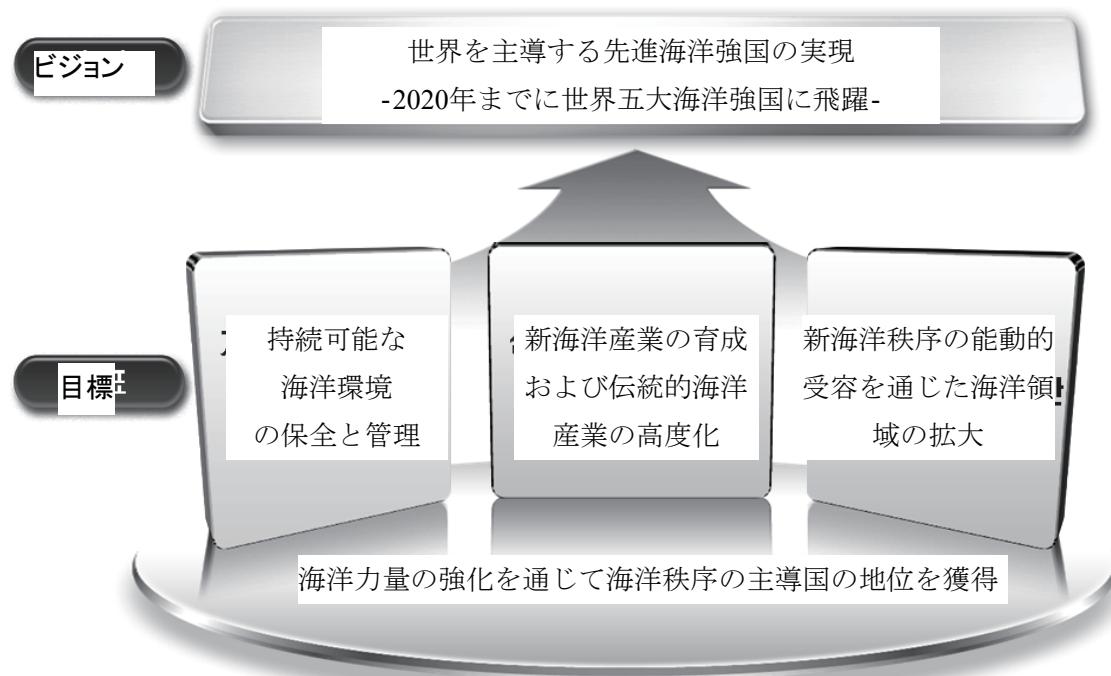 ビジョン
世界を主導する先進海洋強国の実現
-2020年までに世界五大海洋強国に飛躍-
目標
持続可能な
海洋環境
の保全と管理
新海洋産業の育成
および伝統的海洋
産業の高度化
新海洋秩序の能動的
受容を通じた海洋領
域の拡大
海洋力量の強化を通じて海洋秩序の主導国の地位を獲得